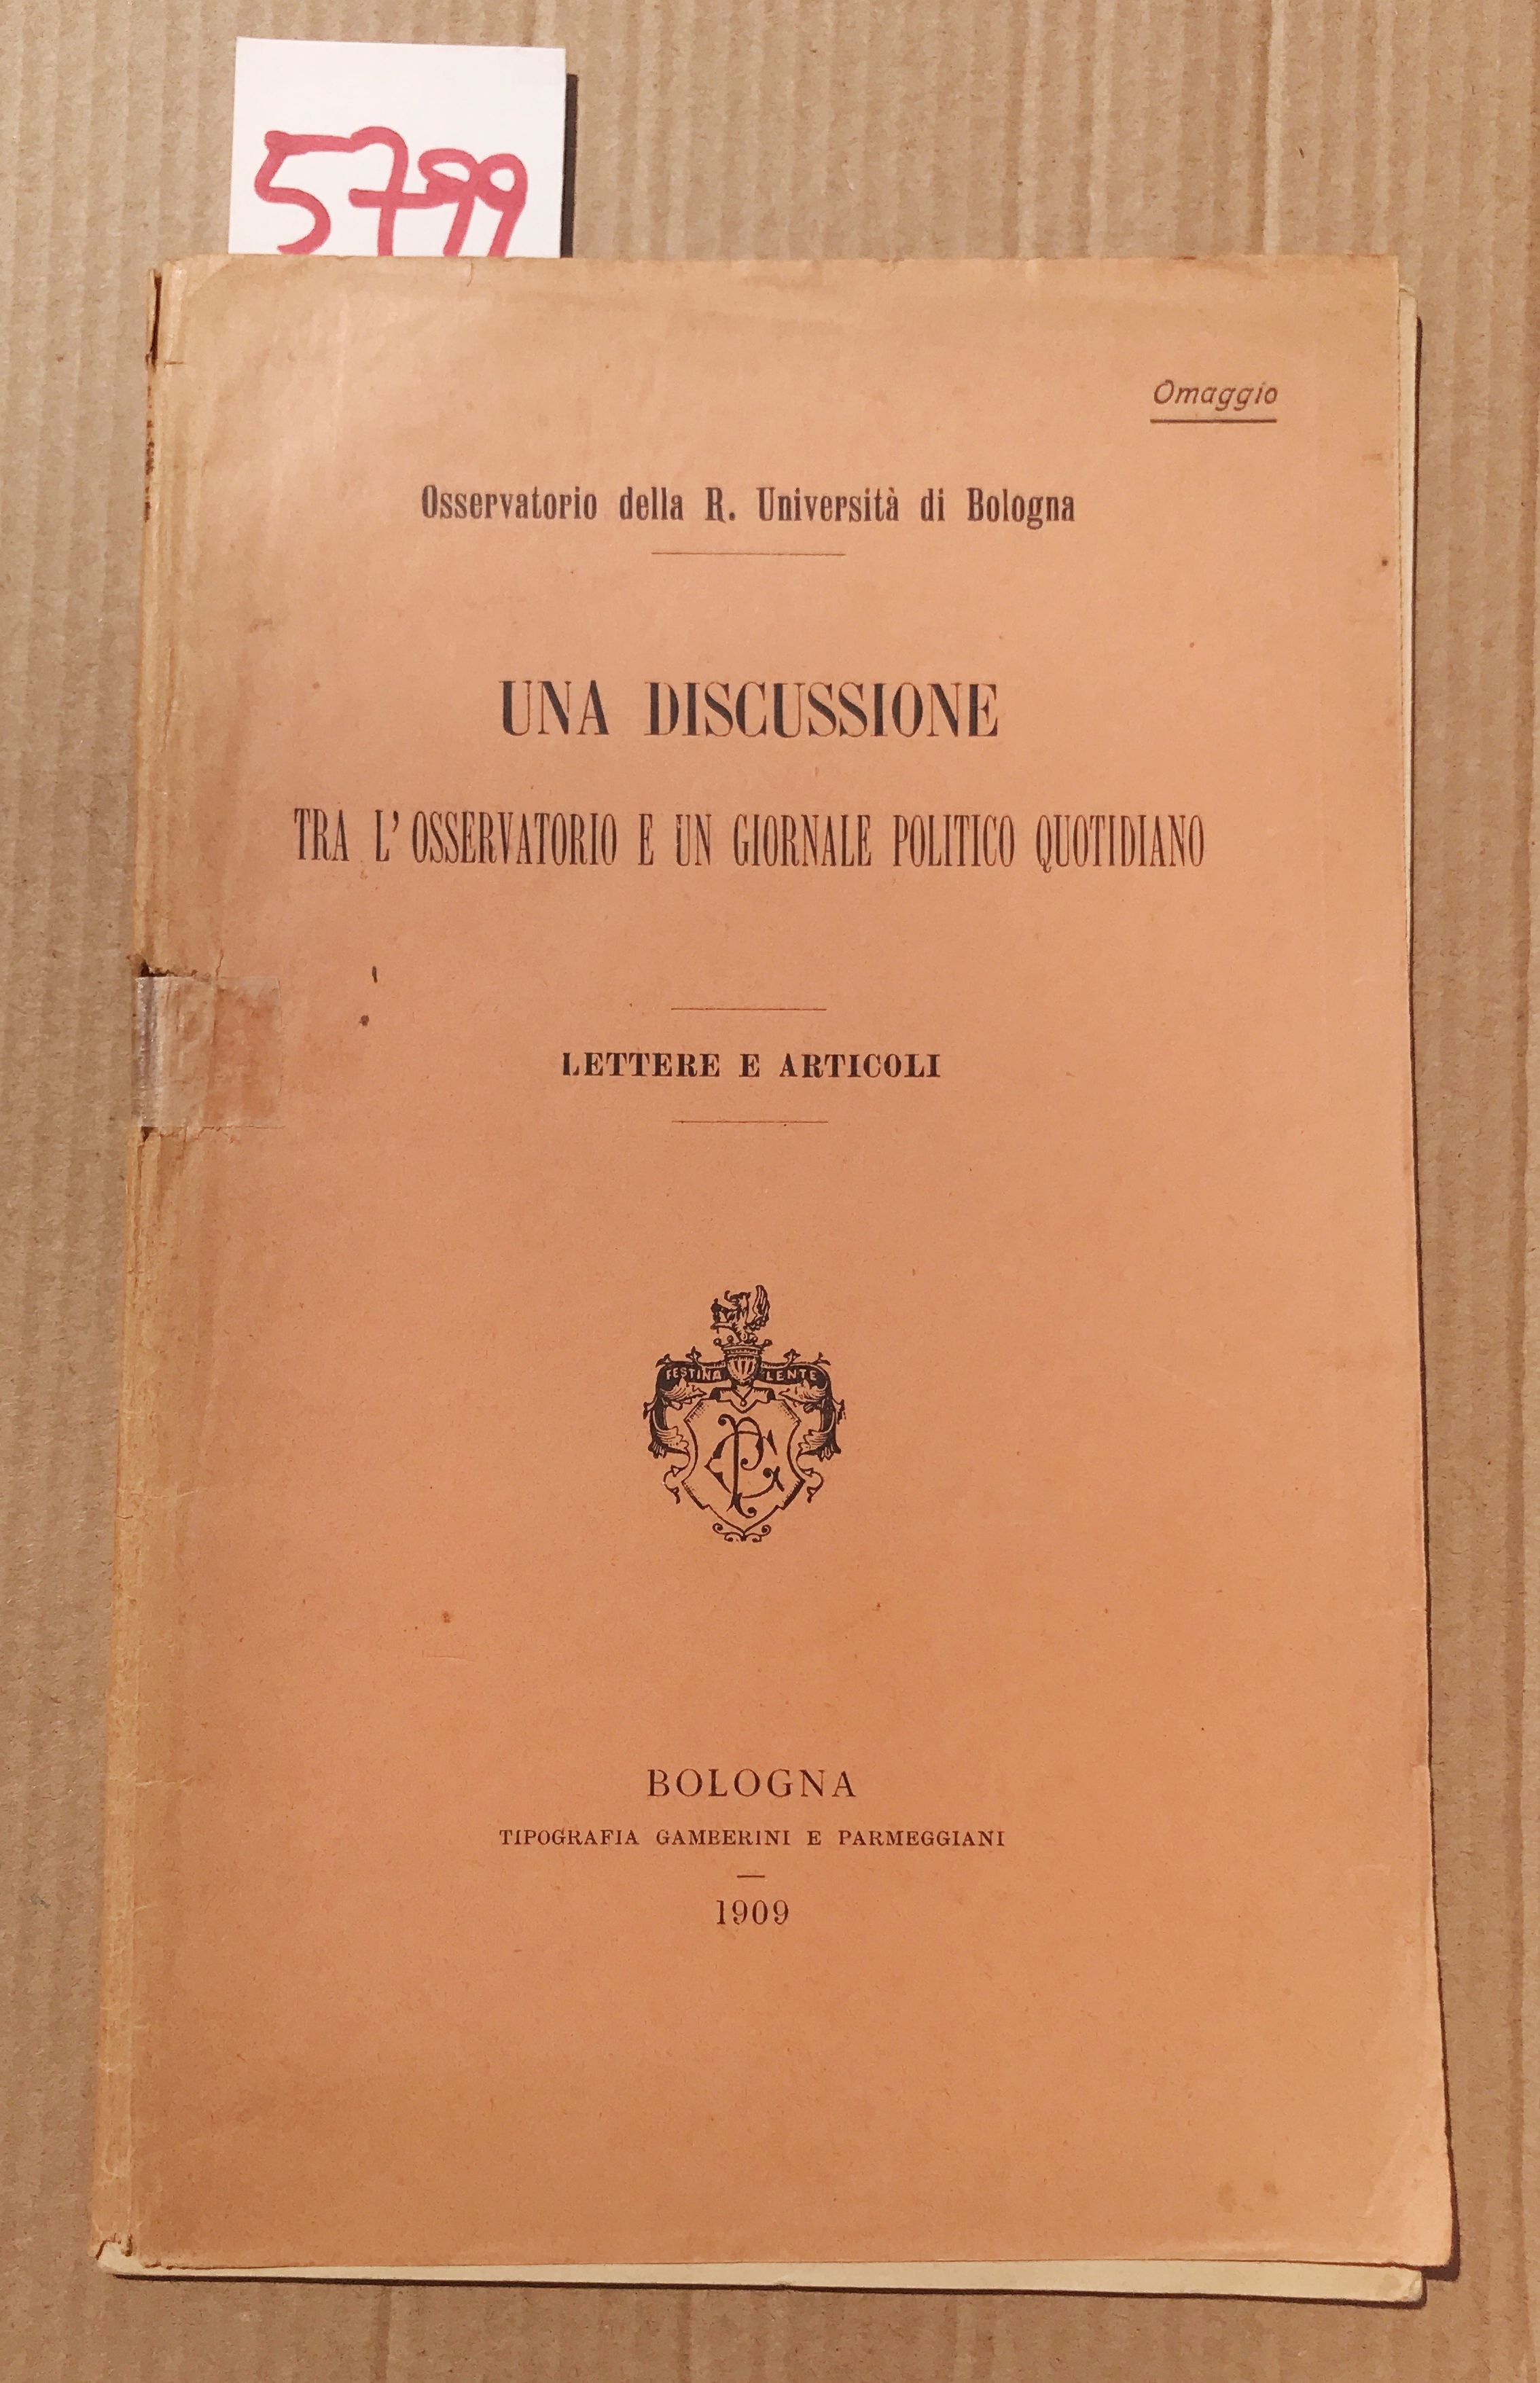 5799
Omaggio
Osservatorio della R. Università di Bologna
UNA DISCUSSIONE
TRA L' OSSERVATORIO E UN GIORNALE POLITICO QUOTIDIANO
LETTERE E ARTICOLI
FESTINA LENTE
BOLOGNA
TIPOGRAFIA GAMBERINI E PARMEGGIANI
1909